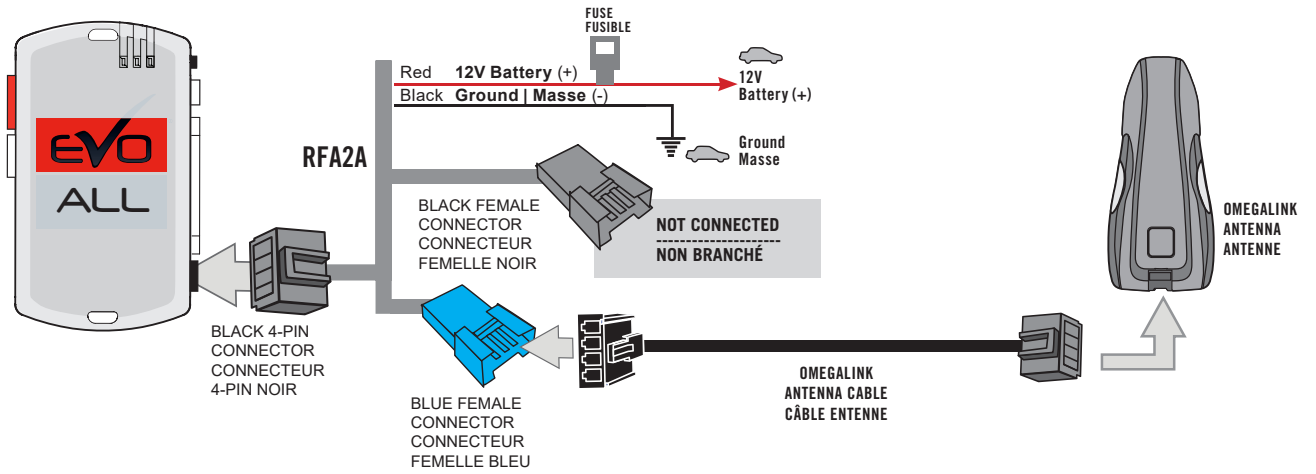 FUSE
FUSIBLE
Red 12V Battery (+)
12V
Battery (+)
Black Ground | Masse (-)
Ground
Masse
EVO
ALL
RFA2A
BLACK FEMALE
CONNECTOR
CONNECTEUR
FEMELLE NOIR
NOT CONNECTED
NON BRANCHÉ
OMEGALINK
ANTENNA
ANTENNE
BLACK 4-PIN
CONNECTOR
CONNECTEUR
4-PIN NOIR
BLUE FEMALE
CONNECTOR
CONNECTEUR
FEMELLE BLEU
OMEGALINK
ANTENNA CABLE
CÂBLE ENTENNE